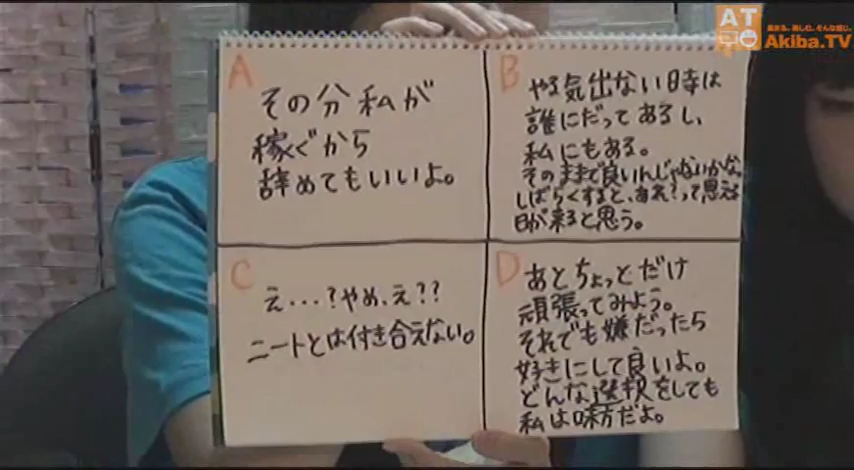 A
その分私が
稼ぐから
辞めてもいいよ。
B
やる気出ない時は
誰にだってあるし、
私にもある。
そのままで良いんじゃないかな。
しばらくすると、あれ？って思える
日が来ると思う。
C
え…？やめ、え？？
ニートとは付き合えない。
D
あとちょっとだけ
頑張ってみよう。
それでも嫌だったら
好きにして良いよ。
どんな選択をしても
私は味方だよ。
AT
Akiba.TV